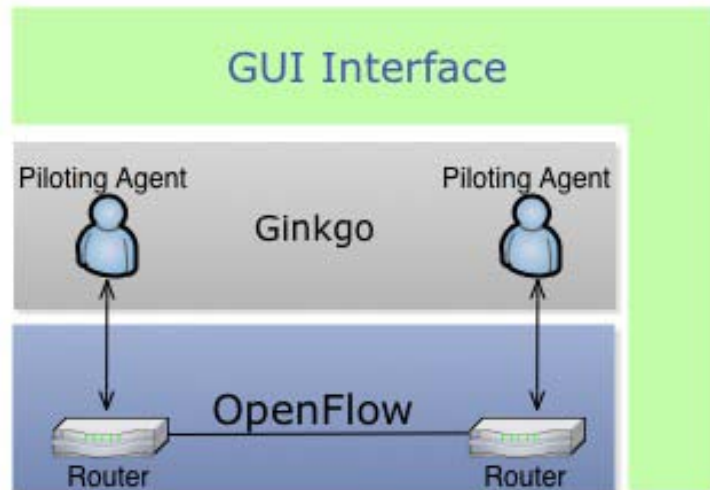 GUI Interface
Piloting Agent
Piloting Agent
Ginkgo
OpenFlow
Router
Router